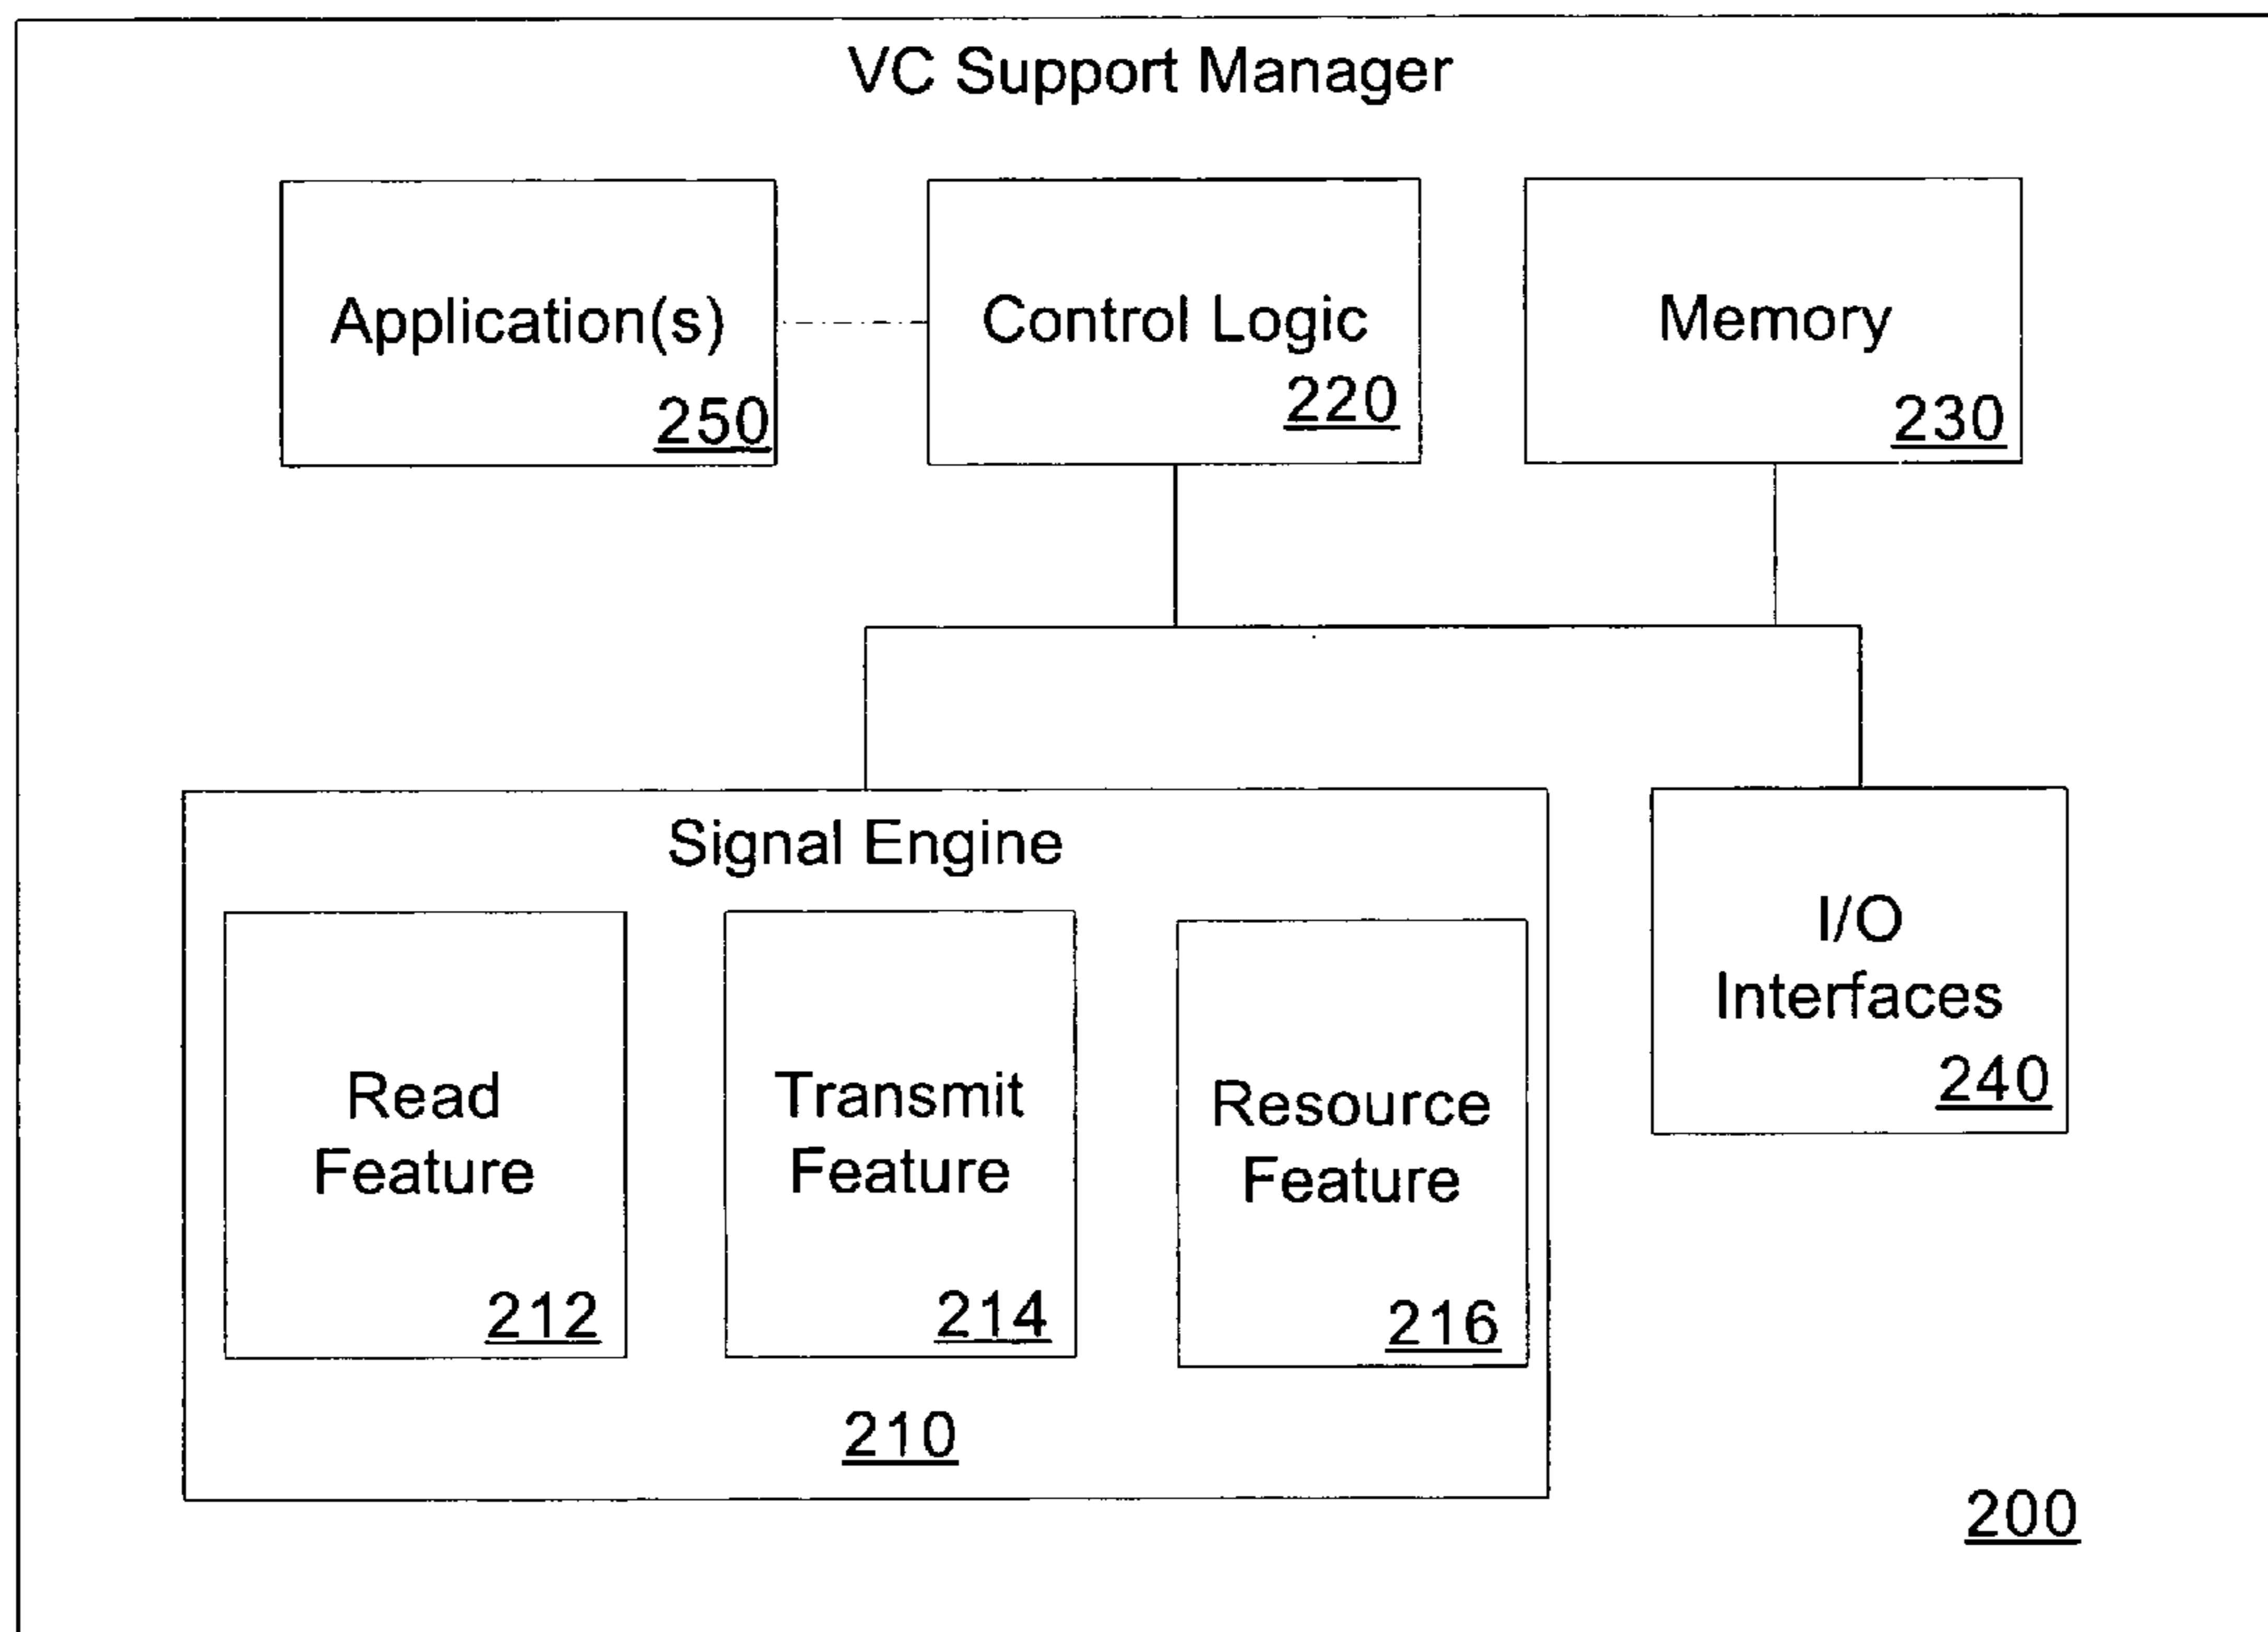 VC Support Manager
Application(s)
250
Control Logic
220
Memory
230
Signal Engine
Read
Feature
212
Transmit
Feature
214
Resource
Feature
216
210
I/O
Interfaces
240
200